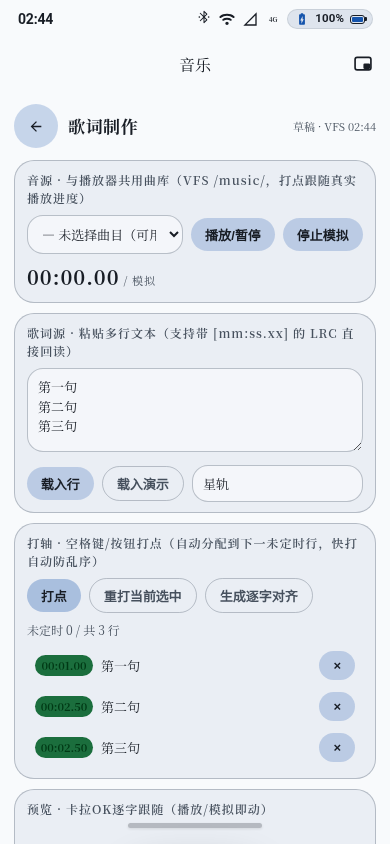 02:44
4G
100%
音乐
歌词制作
草稿 · VFS 02:44
音源 · 与播放器共用曲库（VFS /music/，打点跟随真实
播放进度）
— 未选择曲目（可用
播放/暂停
停止模拟
00:00.00 / 模拟
歌词源 · 粘贴多行文本（支持带 [mm:ss.xx] 的 LRC 直
接回读）
第一句
第二句
第三句
载入行
载入演示
星轨
打轴 · 空格键/按钮打点（自动分配到下一未定时行，快打
自动防乱序）
打点
重打当前选中
生成逐字对齐
未定时 0 / 共 3 行
00:01.00 第一句 ×
00:02.50 第二句 ×
00:02.50 第三句 ×
预览 · 卡拉OK逐字跟随（播放/模拟即动）